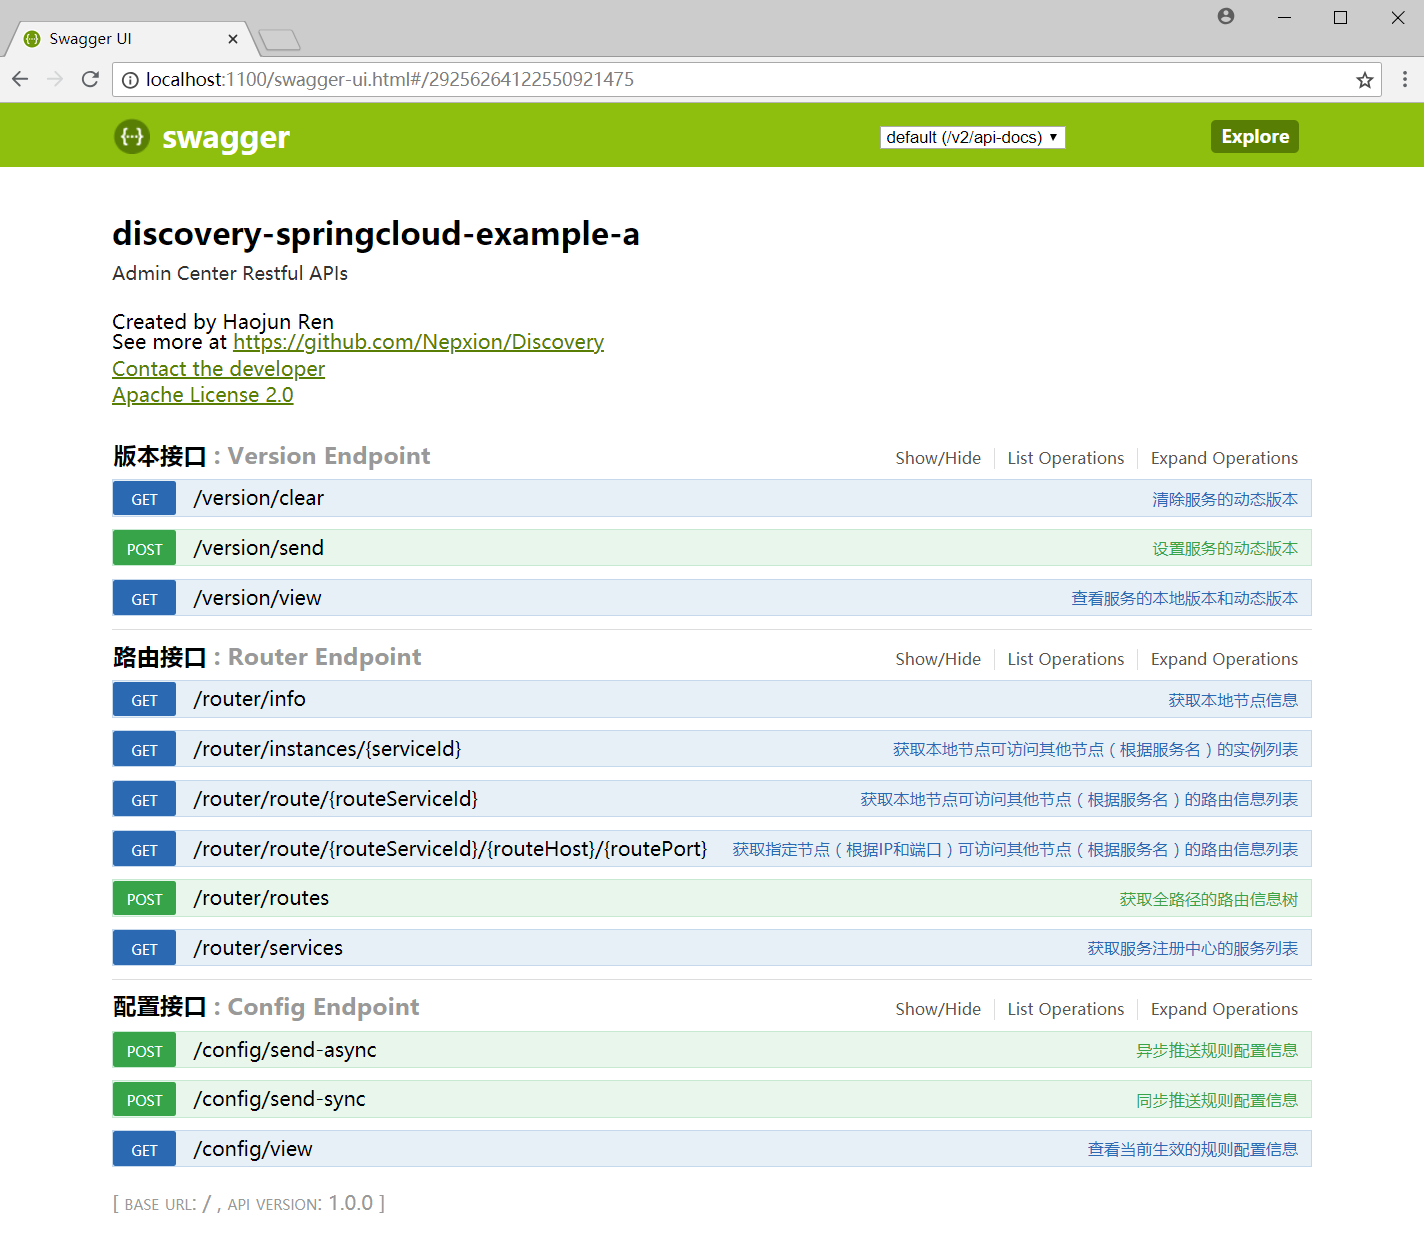 Swagger UI
localhost:1100/swagger-ui.html#/29256264122550921475
swagger
default (/v2/api-docs)
Explore
discovery-springcloud-example-a
Admin Center Restful APIs
Created by Haojun Ren
See more at https://github.com/Nepxion/Discovery
Contact the developer
Apache License 2.0
版本接口 : Version Endpoint Show/Hide List Operations Expand Operations
GET /version/clear 清除服务的动态版本
POST /version/send 设置服务的动态版本
GET /version/view 查看服务的本地版本和动态版本
路由接口 : Router Endpoint Show/Hide List Operations Expand Operations
GET /router/info 获取本地节点信息
GET /router/instances/{serviceId} 获取本地节点可访问其他节点（根据服务名）的实例列表
GET /router/route/{routeServiceId} 获取本地节点可访问其他节点（根据服务名）的路由信息列表
GET /router/route/{routeServiceId}/{routeHost}/{routePort} 获取指定节点（根据IP和端口）可访问其他节点（根据服务名）的路由信息列表
POST /router/routes 获取全路径的路由信息树
GET /router/services 获取服务注册中心的服务列表
配置接口 : Config Endpoint Show/Hide List Operations Expand Operations
POST /config/send-async 异步推送规则配置信息
POST /config/send-sync 同步推送规则配置信息
GET /config/view 查看当前生效的规则配置信息
[ BASE URL: / , API VERSION: 1.0.0 ]